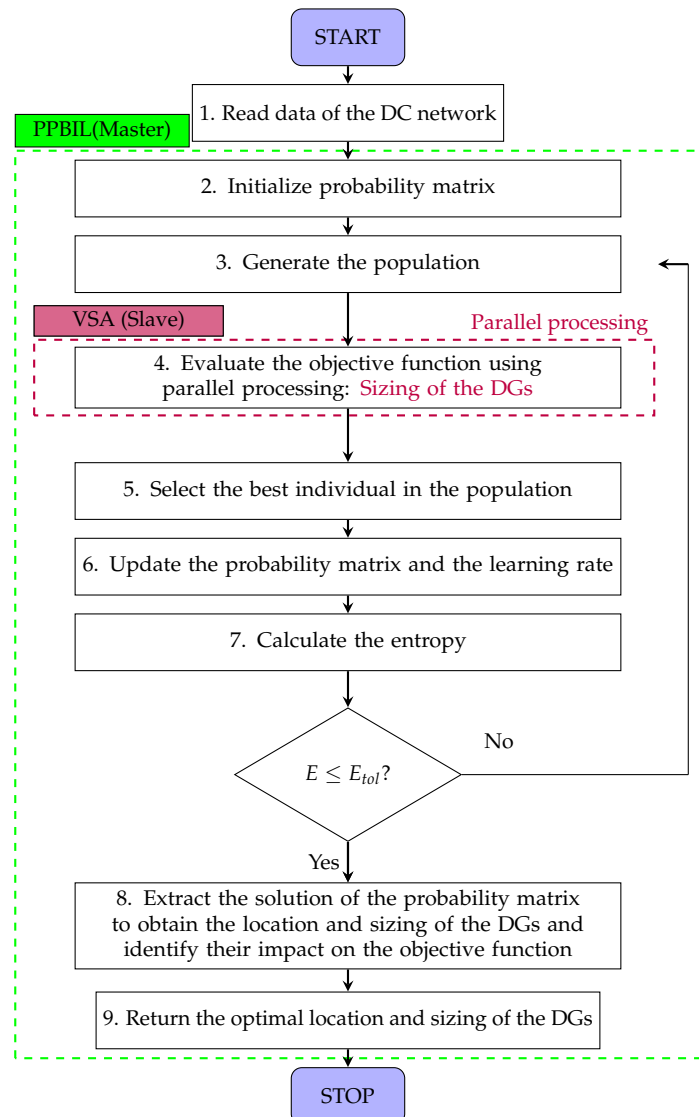 START
1. Read data of the DC network
PPBIL(Master)
2. Initialize probability matrix
3. Generate the population
VSA (Slave)
Parallel processing
4. Evaluate the objective function using
parallel processing: Sizing of the DGs
5. Select the best individual in the population
6. Update the probability matrix and the learning rate
7. Calculate the entropy
E ≤ E_tol?
No
Yes
8. Extract the solution of the probability matrix
to obtain the location and sizing of the DGs and
identify their impact on the objective function
9. Return the optimal location and sizing of the DGs
STOP